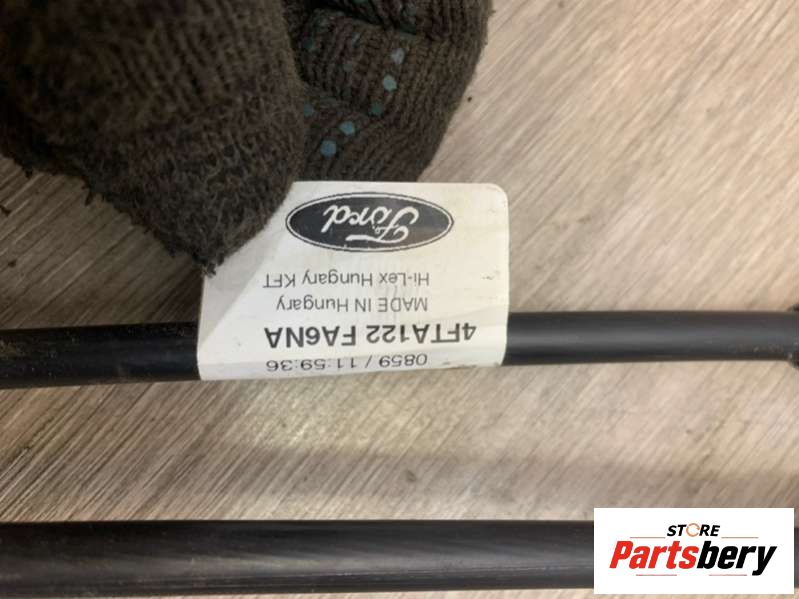 Ford
Hi-Lex Hungary KFT
MADE IN Hungary
4FTA122 FA6NA
0859 / 11:59:36
STORE
Partsbery